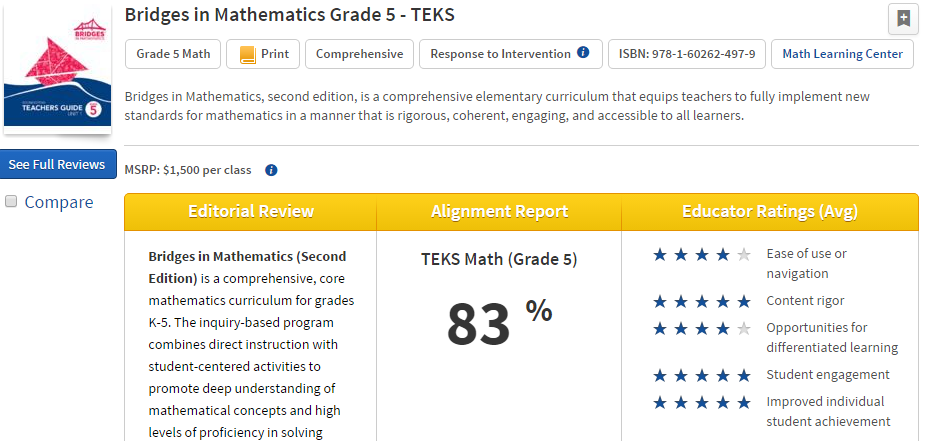 Bridges in Mathematics Grade 5 - TEKS
BRIDGES
TEACHERS GUIDE
UNIT 1
5
Grade 5 Math
Print
Comprehensive
Response to Intervention
ISBN: 978-1-60262-497-9
Math Learning Center
Bridges in Mathematics, second edition, is a comprehensive elementary curriculum that equips teachers to fully implement new
standards for mathematics in a manner that is rigorous, coherent, engaging, and accessible to all learners.
See Full Reviews
Compare
MSRP: $1,500 per class
Editorial Review
Bridges in Mathematics (Second
Edition) is a comprehensive, core
mathematics curriculum for grades
K-5. The inquiry-based program
combines direct instruction with
student-centered activities to
promote deep understanding of
mathematical concepts and high
levels of proficiency in solving
Alignment Report
TEKS Math (Grade 5)
83 %
Educator Ratings (Avg)
Ease of use or
navigation
Content rigor
Opportunities for
differentiated learning
Student engagement
Improved individual
student achievement